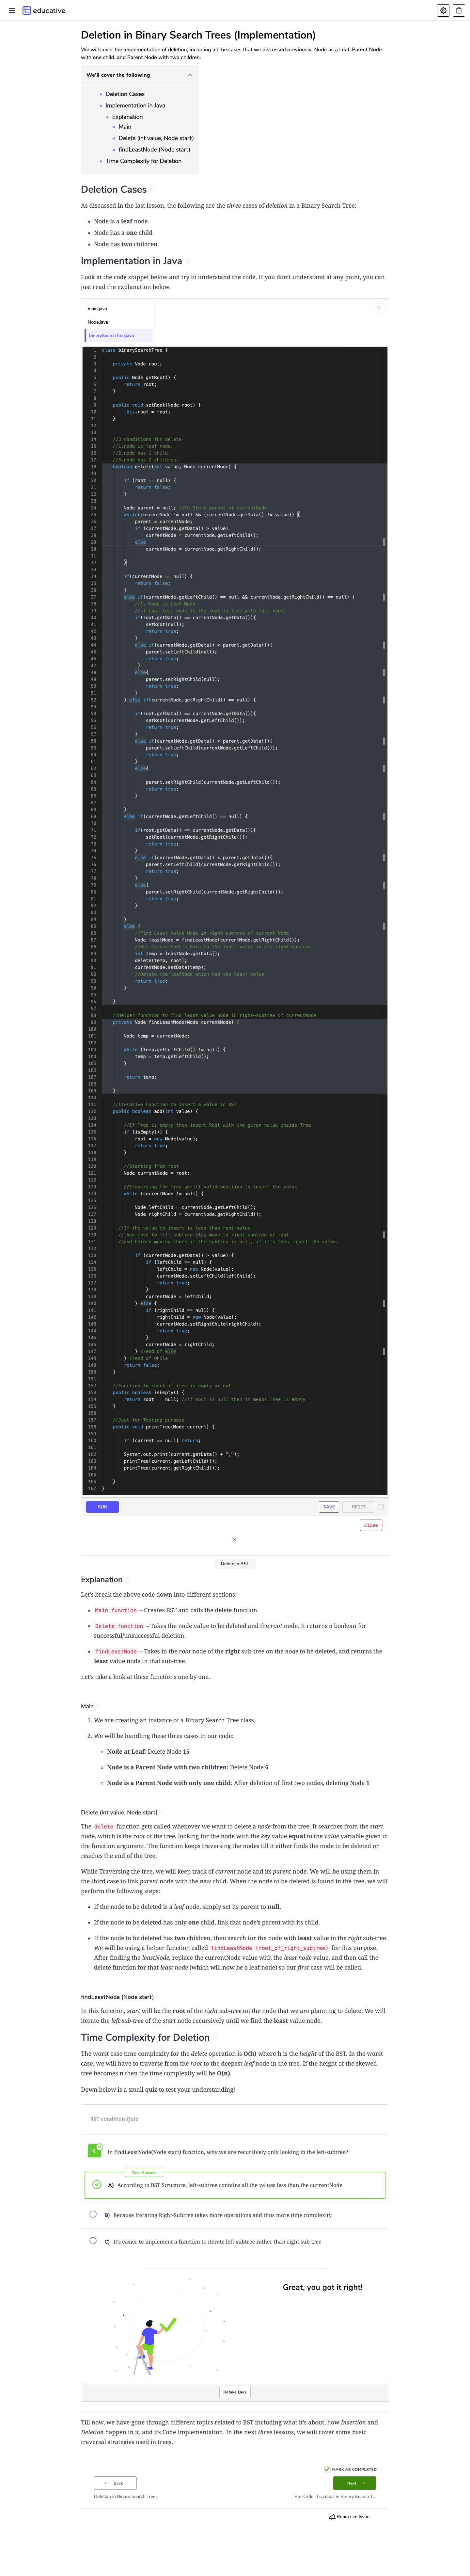 educative
Deletion in Binary Search Trees (Implementation)
We will cover the implementation of deletion, including all the cases that we discussed previously: Node as a Leaf, Parent Node
with one child, and Parent Node with two children.
We'll cover the following
Deletion Cases
Implementation in Java
Explanation
Main
Delete (int value, Node start)
findLeastNode (Node start)
Time Complexity for Deletion
Deletion Cases
As discussed in the last lesson, the following are the three cases of deletion in a Binary Search Tree:
Node is a leaf node
Node has a one child
Node has two children
Implementation in Java
Look at the code snippet below and try to understand the code. If you don't understand at any point, you can
just read the explanation below.
main.java
Node.java
binarySearchTree.java
1 class binarySearchTree {
2
3 private Node root;
4
5 public Node getRoot() {
6 return root;
7 }
8
9 public void setRoot(Node root) {
10 this.root = root;
11 }
12
13
14 //3 conditions for delete
15 //1.node is leaf node.
16 //2.node has 1 child.
17 //3.node has 2 children.
18 boolean delete(int value, Node currentNode) {
19
20 if (root == null) {
21 return false;
22 }
23
24 Node parent = null; //To Store parent of currentNode
25 while(currentNode != null && (currentNode.getData() != value)) {
26 parent = currentNode;
27 if (currentNode.getData() > value)
28 currentNode = currentNode.getLeftChild();
29 else
30 currentNode = currentNode.getRightChild();
31
32 }
33
34 if(currentNode == null) {
35 return false;
36 }
37 else if(currentNode.getLeftChild() == null && currentNode.getRightChild() == null) {
38 //1. Node is Leaf Node
39 //if that leaf node is the root (a tree with just root)
40 if(root.getData() == currentNode.getData()){
41 setRoot(null);
42 return true;
43 }
44 else if(currentNode.getData() < parent.getData()){
45 parent.setLeftChild(null);
46 return true;
47 }
48 else{
49 parent.setRightChild(null);
50 return true;
51 }
52 } else if(currentNode.getRightChild() == null) {
53
54 if(root.getData() == currentNode.getData()){
55 setRoot(currentNode.getLeftChild());
56 return true;
57 }
58 else if(currentNode.getData() < parent.getData()){
59 parent.setLeftChild(currentNode.getLeftChild());
60 return true;
61 }
62 else{
63
64 parent.setRightChild(currentNode.getLeftChild());
65 return true;
66 }
67
68 }
69 else if(currentNode.getLeftChild() == null) {
70
71 if(root.getData() == currentNode.getData()){
72 setRoot(currentNode.getRightChild());
73 return true;
74 }
75 else if(currentNode.getData() < parent.getData()){
76 parent.setLeftChild(currentNode.getRightChild());
77 return true;
78 }
79 else{
80 parent.setRightChild(currentNode.getRightChild());
81 return true;
82 }
83
84 }
85 else {
86 //Find Least Value Node in right-subtree of current Node
87 Node leastNode = findLeastNode(currentNode.getRightChild());
88 //Set CurrentNode's Data to the least value in its right-subtree
89 int temp = leastNode.getData();
90 delete(temp, root);
91 currentNode.setData(temp);
92 //Delete the leafNode which had the least value
93 return true;
94 }
95
96 }
97
98 //Helper function to find least value node in right-subtree of currentNode
99 private Node findLeastNode(Node currentNode) {
100
101 Node temp = currentNode;
102
103 while (temp.getLeftChild() != null) {
104 temp = temp.getLeftChild();
105 }
106
107 return temp;
108
109 }
110
111 //Iterative Function to insert a value in BST
112 public boolean add(int value) {
113
114 //If Tree is empty then insert Root with the given value inside Tree
115 if (isEmpty()) {
116 root = new Node(value);
117 return true;
118 }
119
120 //Starting from root
121 Node currentNode = root;
122
123 //Traversing the tree untill valid position to insert the value
124 while (currentNode != null) {
125
126 Node leftChild = currentNode.getLeftChild();
127 Node rightChild = currentNode.getRightChild();
128
129 //If the value to insert is less than root value
130 //then move to left subtree else move to right subtree of root
131 //and before moving check if the subtree is null, if it's then insert the value.
132
133 if (currentNode.getData() > value) {
134 if (leftChild == null) {
135 leftChild = new Node(value);
136 currentNode.setLeftChild(leftChild);
137 return true;
138 }
139 currentNode = leftChild;
140 } else {
141 if (rightChild == null) {
142 rightChild = new Node(value);
143 currentNode.setRightChild(rightChild);
144 return true;
145 }
146 currentNode = rightChild;
147 } //end of else
148 } //end of while
149 return false;
150 }
151
152 //Function to check if Tree is empty or not
153 public boolean isEmpty() {
154 return root == null; //if root is null then it means Tree is empty
155 }
156
157 //Just for Testing purpose
158 public void printTree(Node current) {
159
160 if (current == null) return;
161
162 System.out.print(current.getData() + ",");
163 printTree(current.getLeftChild());
164 printTree(current.getRightChild());
165
166 }
167 }
RUN
SAVE
RESET
Close
Delete in BST
Explanation
Let's break the above code down into different sections:
Main function – Creates BST and calls the delete function.
Delete function – Takes the node value to be deleted and the root node. It returns a boolean for
successful/unsuccessful deletion.
findLeastNode – Takes in the root node of the right sub-tree on the node to be deleted, and returns the
least value node in that sub-tree.
Let's take a look at these functions one by one.
Main
1. We are creating an instance of a Binary Search Tree class.
2. We will be handling these three cases in our code:
Node at Leaf: Delete Node 15
Node is a Parent Node with two children: Delete Node 6
Node is a Parent Node with only one child: After deletion of first two nodes, deleting Node 1
Delete (int value, Node start)
The delete function gets called whenever we want to delete a node from the tree. It searches from the start
node, which is the root of the tree, looking for the node with the key value equal to the value variable given in
the argument function. The function keeps traversing the nodes till it either finds the node to be deleted or
reaches the end of the tree.
While Traversing the tree, we will keep track of current node and its parent node. We will be using them in
the third case to link parent node with the new child. When the node to be deleted is found in the tree, we will
perform the following steps:
If the node to be deleted is a leaf node, simply set its parent to null.
If the node to be deleted has only one child, link that node's parent with its child.
If the node to be deleted has two children, then search for the node with least value in the right sub-tree.
We will be using a helper function called findLeastNode (root_of_right_subtree) for this purpose.
After finding the leastNode, replace the currentNode value with the least node value, and then call the
delete function for that least node (which will now be a leaf node) so our first case will be called.
findLeastNode (Node start)
In this function, start will be the root of the right sub-tree on the node that we are planning to delete. We will
iterate the left sub-tree of the start node recursively until we find the least value node.
Time Complexity for Deletion
The worst case time complexity for the delete operation is O(h) where h is the height of the BST. In the worst
case, we will have to traverse from the root to the deepest leaf node in the tree. If the height of the skewed
tree becomes n then the time complexity will be O(n).
Down below is a small quiz to test your understanding!
BST condition Quiz
In findLeastNode(Node start) function, why we are recursively only looking in the left-subtree?
Your Answer
A) According to BST Structure, left-subtree contains all the values less than the currentNode
B) Because Iterating Right-Subtree takes more operations and thus more time complexity
C) It's easier to implement a function to iterate left-subtree rather than right sub-tree
Great, you got it right!
Retake Quiz
Till now, we have gone through different topics related to BST including what it's about, how Insertion and
Deletion happen in it, and its Code Implementation. In the next three lessons, we will cover some basic
traversal strategies used in trees.
MARK AS COMPLETED
Back
Next
Deletion in Binary Search Trees
Pre-Order Traversal in Binary Search T...
Report an Issue